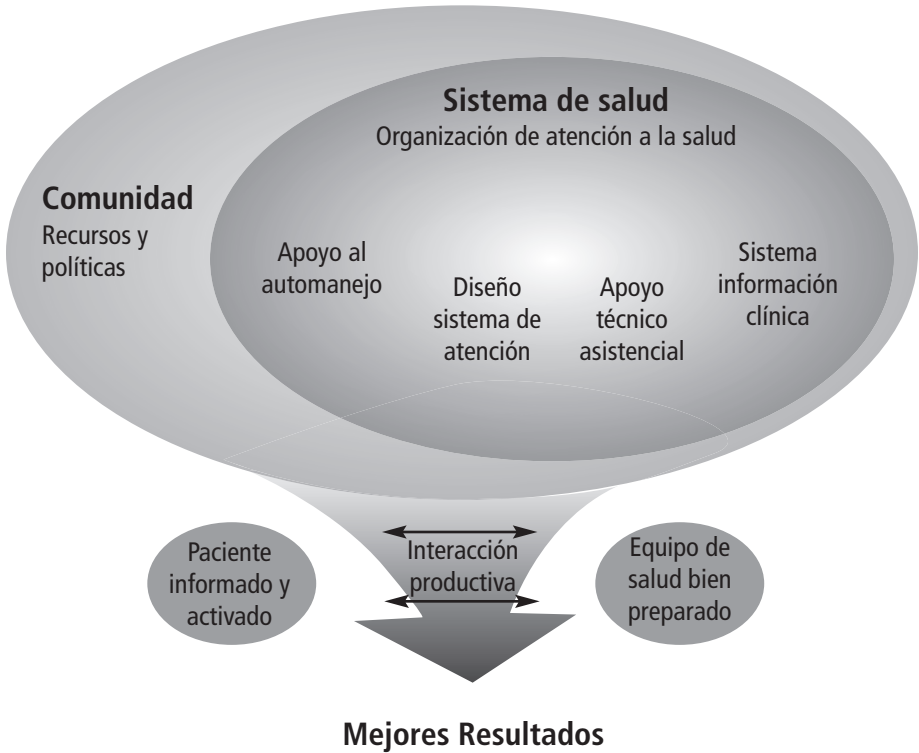 Sistema de salud
Organización de atención a la salud
Comunidad
Recursos y
políticas
Apoyo al
automanejo
Diseño
sistema de
atención
Apoyo
técnico
asistencial
Sistema
información
clínica
Paciente
informado y
activado
Interacción
productiva
Equipo de
salud bien
preparado
Mejores Resultados